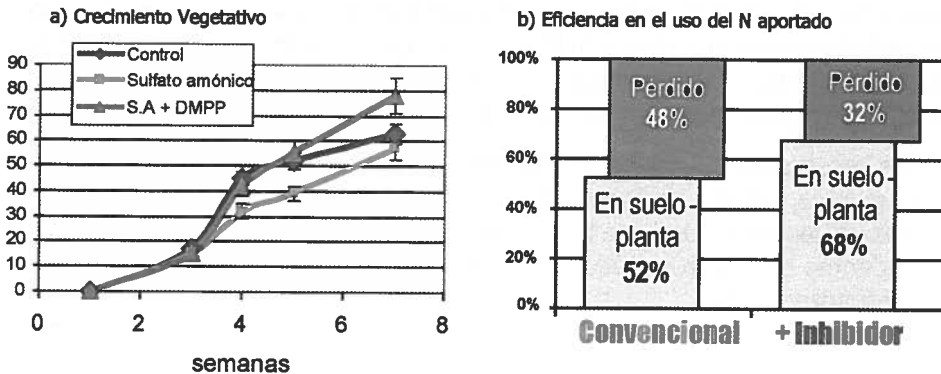 a) Crecimiento Vegetativo
Control
Sulfato amónico
S.A + DMPP
90
80
70
60
50
40
30
20
10
0
0
2
4
6
8
semanas
b) Eficiencia en el uso del N aportado
100%
80%
60%
40%
20%
0%
Pérdido
48%
En suelo-
planta
52%
Pérdido
32%
En suelo-
planta
68%
Convencional
+ Inhibidor